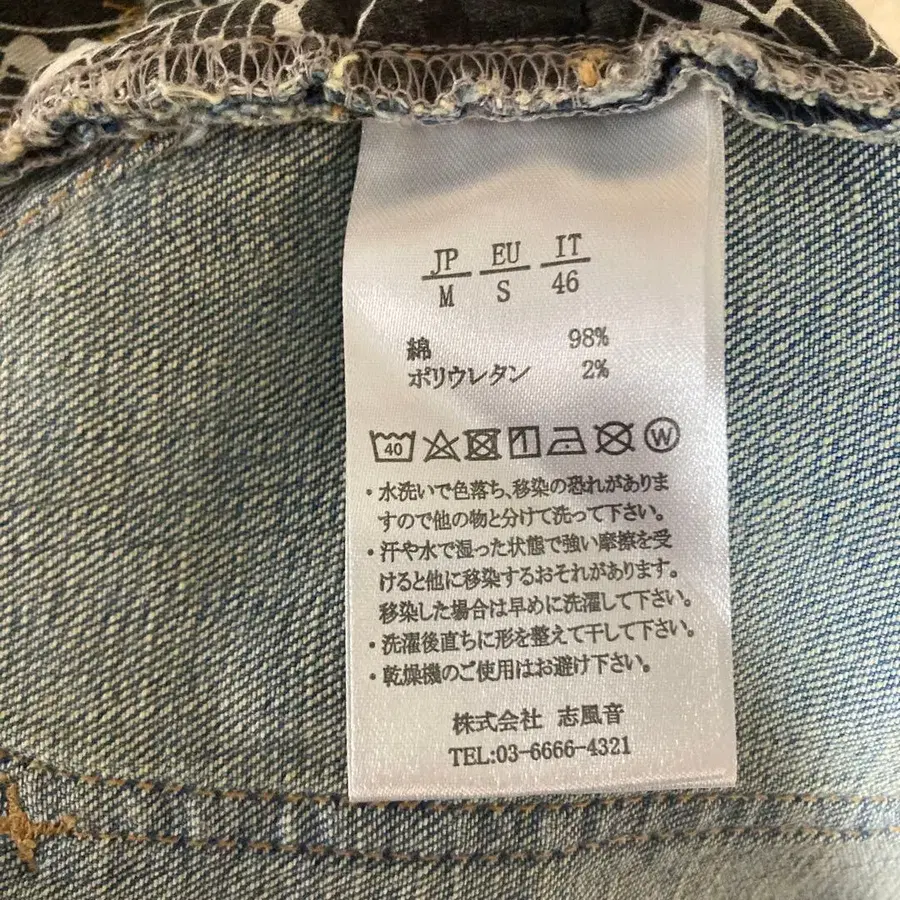 JP EU IT
M S 46
綿 98%
ポリウレタン 2%
40 W
・水洗いで色落ち、移染の恐れがありま
すので他の物と分けて洗って下さい。
・汗や水で湿った状態で強い摩擦を受
けると他に移染するおそれがあります。
移染した場合は早めに洗濯して下さい。
・洗濯後直ちに形を整えて干して下さい。
・乾燥機のご使用はお避け下さい。
株式会社 志風音
TEL:03-6666-4321